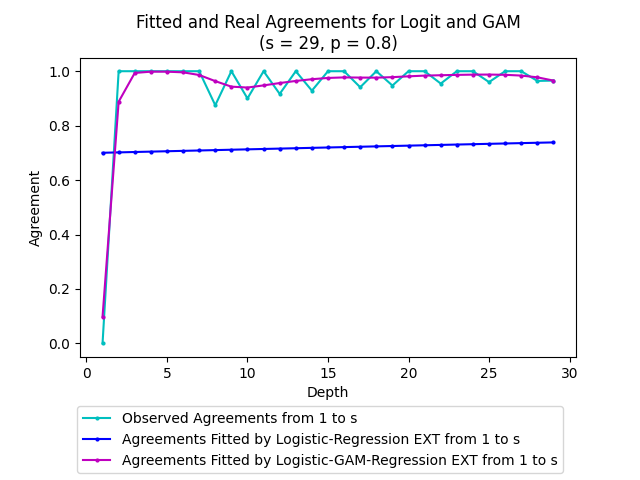 Fitted and Real Agreements for Logit and GAM
(s = 29, p = 0.8)
1.0
0.8
0.6
0.4
0.2
0.0
Agreement
0 5 10 15 20 25 30
Depth
Observed Agreements from 1 to s
Agreements Fitted by Logistic-Regression EXT from 1 to s
Agreements Fitted by Logistic-GAM-Regression EXT from 1 to s